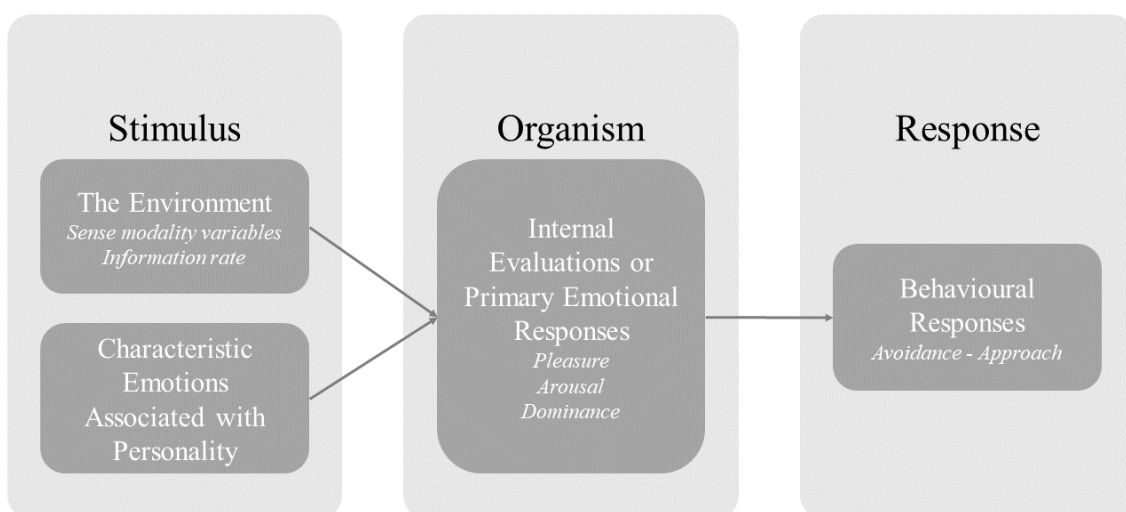 Stimulus
The Environment
Sense modality variables
Information rate
Characteristic
Emotions
Associated with
Personality
Organism
Internal
Evaluations or
Primary Emotional
Responses
Pleasure
Arousal
Dominance
Response
Behavioural
Responses
Avoidance - Approach